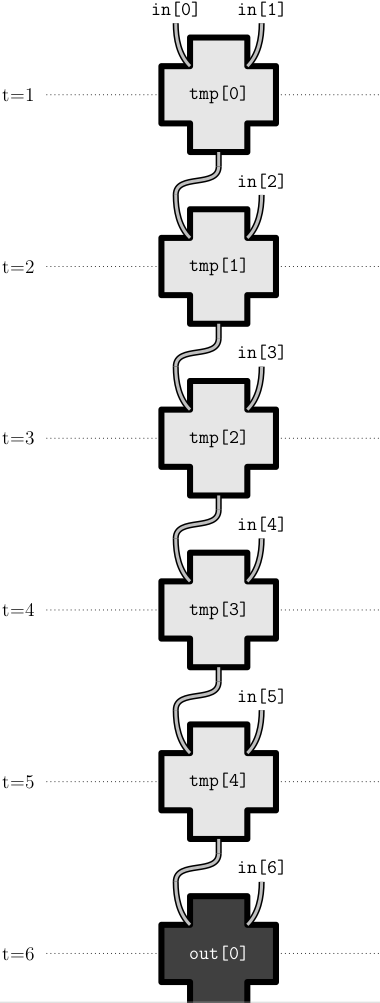 in[0] in[1]
t=1 tmp[0]
in[2]
t=2 tmp[1]
in[3]
t=3 tmp[2]
in[4]
t=4 tmp[3]
in[5]
t=5 tmp[4]
in[6]
t=6 out[0]